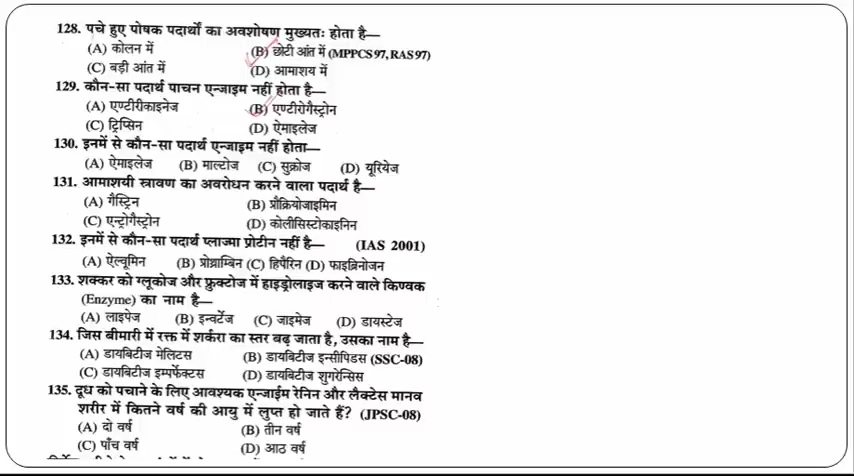 128. पचे हुए पोषक पदार्थों का अवशोषण मुख्यतः होता है—
(A) कोलन में (B) छोटी आंत में (MPPCS 97, RAS 97)
(C) बड़ी आंत में (D) आमाशय में
129. कौन-सा पदार्थ पाचन एन्जाइम नहीं होता है—
(A) एण्टीरीकाइनेज (B) एण्टीरोगैस्ट्रोन
(C) ट्रिप्सिन (D) ऐमाइलेज
130. इनमें से कौन-सा पदार्थ एन्जाइम नहीं होता—
(A) ऐमाइलेज (B) माल्टोज (C) सुक्रोज (D) यूरियेज
131. आमाशयी स्रावण का अवरोधन करने वाला पदार्थ है—
(A) गैस्ट्रिन (B) प्रौक्रियोजाइमिन
(C) एन्ट्रोगैस्ट्रोन (D) कोलीसिस्टोकाइनिन
132. इनमें से कौन-सा पदार्थ प्लाज्मा प्रोटीन नहीं है— (IAS 2001)
(A) ऐल्वूमिन (B) प्रोथ्राम्बिन (C) हिपैरिन (D) फाइब्रिनोजन
133. शक्कर को ग्लूकोज और फ्रुक्टोज में हाइड्रोलाइज करने वाले किण्वक
(Enzyme) का नाम है—
(A) लाइपेज (B) इन्वर्टेज (C) जाइमेज (D) डायस्टेज
134. जिस बीमारी में रक्त में शर्करा का स्तर बढ़ जाता है, उसका नाम है—
(A) डायबिटीज मेलिटस (B) डायबिटीज इन्सीपिडस (SSC-08)
(C) डायबिटीज इम्पर्फेक्टस (D) डायबिटीज शुगरेन्सिस
135. दूध को पचाने के लिए आवश्यक एन्जाईम रेनिन और लैक्टेस मानव
शरीर में कितने वर्ष की आयु में लुप्त हो जाते हैं? (JPSC-08)
(A) दो वर्ष (B) तीन वर्ष
(C) पाँच वर्ष (D) आठ वर्ष